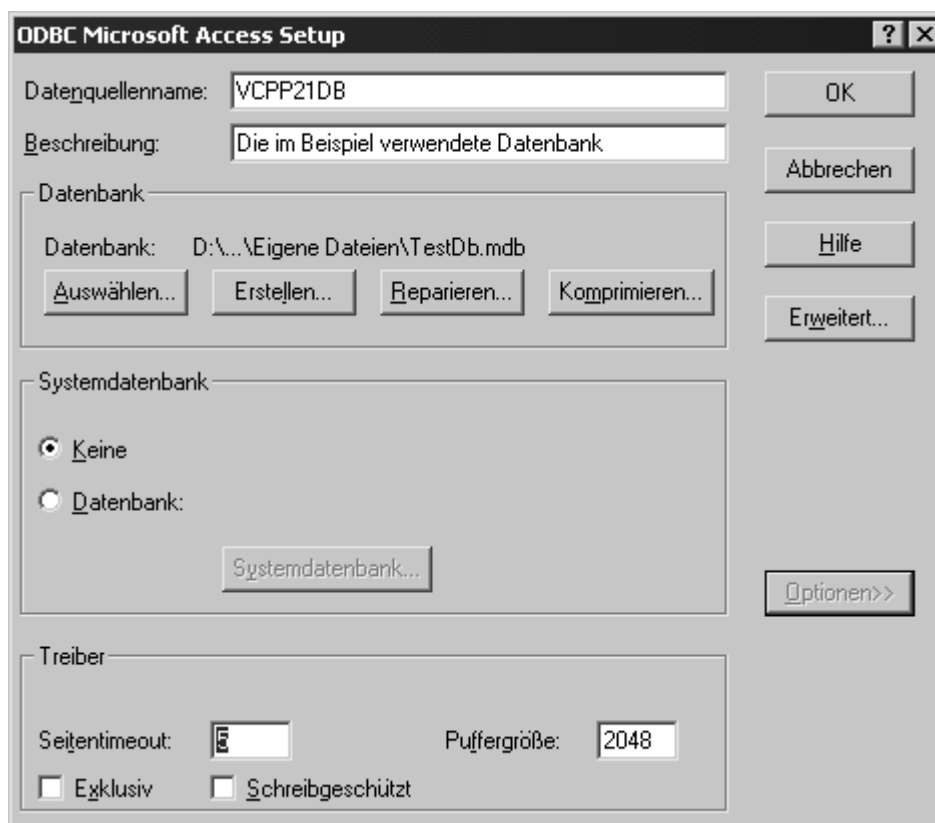 ODBC Microsoft Access Setup
Datenquellenname: VCPP21DB
OK
Beschreibung: Die im Beispiel verwendete Datenbank
Abbrechen
Datenbank
Datenbank: D:\...\Eigene Dateien\TestDb.mdb
Hilfe
Auswählen... Erstellen... Reparieren... Komprimieren...
Erweitert...
Systemdatenbank
Keine
Datenbank:
Systemdatenbank...
Optionen>>
Treiber
Seitentimeout: 5 Puffergröße: 2048
Exklusiv Schreibgeschützt